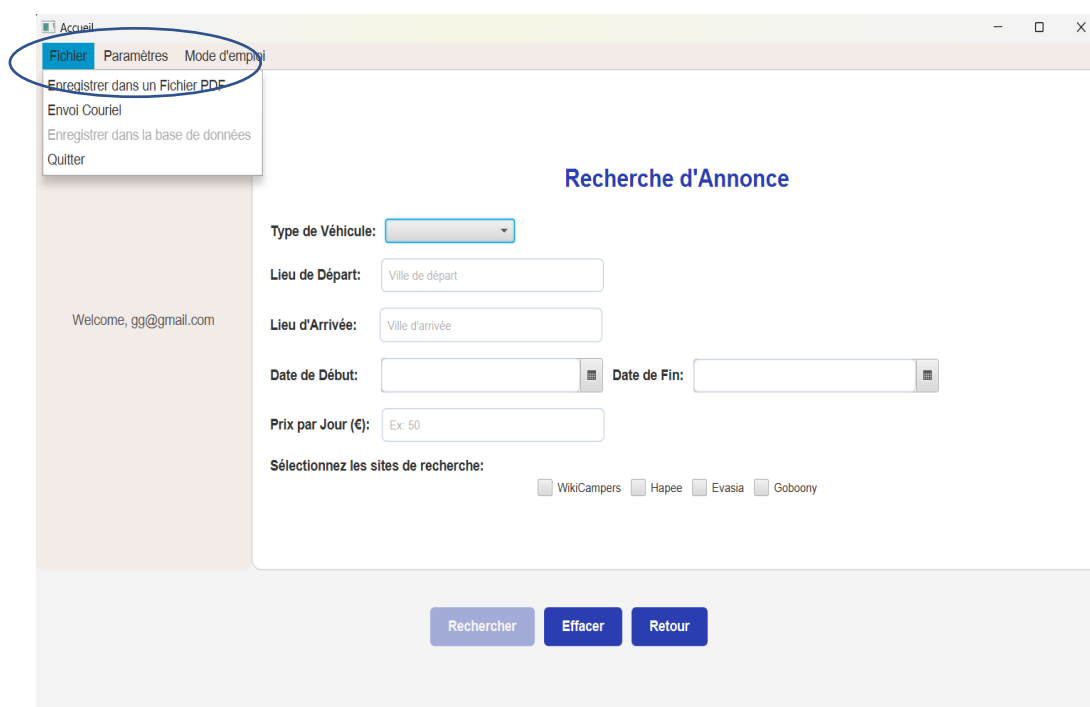 Accueil
Fichier Paramètres Mode d'emploi
Enregistrer dans un Fichier PDF
Envoi Couriel
Enregistrer dans la base de données
Quitter
Recherche d'Annonce
Type de Véhicule:
Lieu de Départ: Ville de départ
Welcome, gg@gmail.com
Lieu d'Arrivée: Ville d'arrivée
Date de Début: Date de Fin:
Prix par Jour (€): Ex: 50
Sélectionnez les sites de recherche:
WikiCampers Hapee Evasia Goboony
Rechercher Effacer Retour